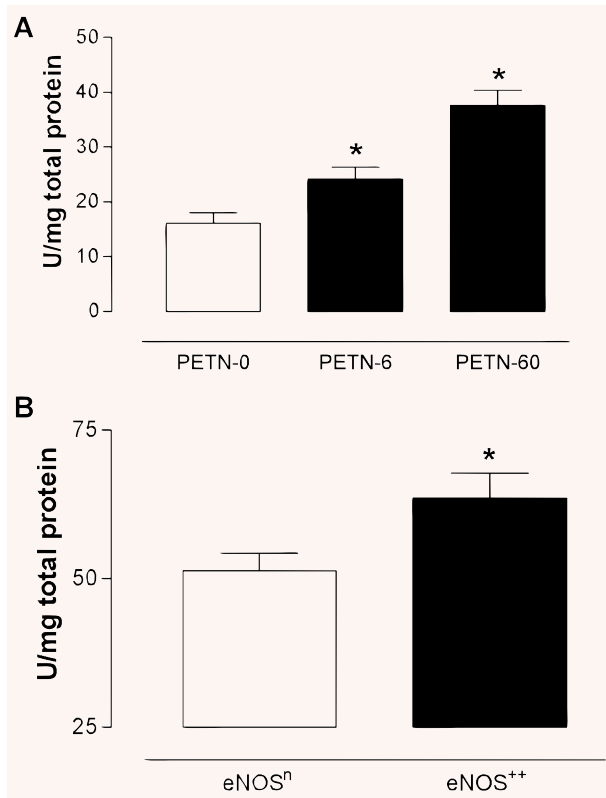 A
U/mg total protein
50
40
30
20
10
0
*
*
PETN-0 PETN-6 PETN-60
B
U/mg total protein
75
50
25
*
eNOSⁿ eNOS⁺⁺